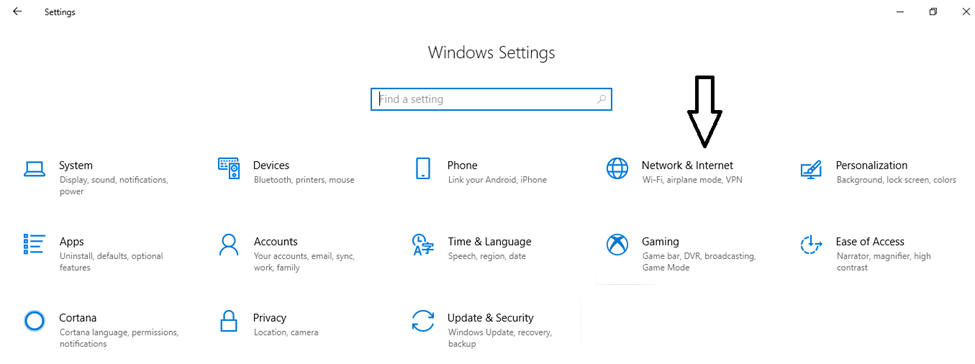 Settings
Windows Settings
Find a setting
System
Display, sound, notifications,
power
Devices
Bluetooth, printers, mouse
Phone
Link your Android, iPhone
Network & Internet
Wi-Fi, airplane mode, VPN
Personalization
Background, lock screen, colors
Apps
Uninstall, defaults, optional
features
Accounts
Your accounts, email, sync,
work, family
Time & Language
Speech, region, date
Gaming
Game bar, DVR, broadcasting,
Game Mode
Ease of Access
Narrator, magnifier, high
contrast
Cortana
Cortana language, permissions,
notifications
Privacy
Location, camera
Update & Security
Windows Update, recovery,
backup